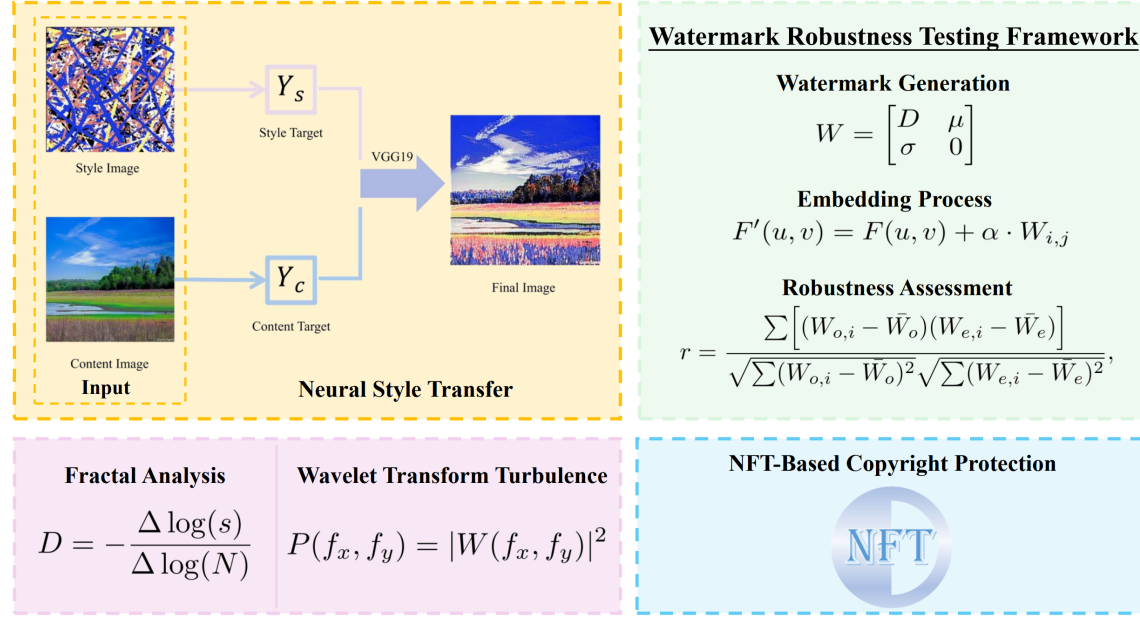 Style Image
Y_s
Style Target
VGG19
Content Image
Y_c
Content Target
Final Image
Input
Neural Style Transfer
Watermark Robustness Testing Framework
Watermark Generation
W = [D μ
σ 0]
Embedding Process
F′(u, v) = F(u, v) + α · W_{i,j}
Robustness Assessment
r = ∑[(W_{o,i} − W̄_o)(W_{e,i} − W̄_e)] / √∑(W_{o,i} − W̄_o)² √∑(W_{e,i} − W̄_e)²,
Fractal Analysis
D = − Δ log(s) / Δ log(N)
Wavelet Transform Turbulence
P(f_x, f_y) = |W(f_x, f_y)|²
NFT-Based Copyright Protection
NFT